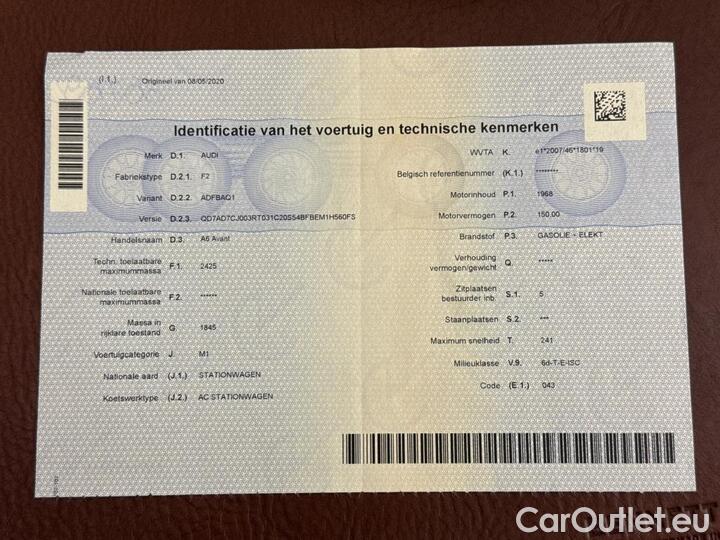 (I.1.) Origineel van 08/05/2020
Identificatie van het voertuig en technische kenmerken
Merk D.1. AUDI
Fabriekstype D.2.1. F2
Variant D.2.2. ADFBAQ1
Versie D.2.3. QD7AD7CJ003RT031C20S54BFBEM1H560FS
Handelsnaam D.3. A6 Avant
Techn. toelaatbare
maximummassa F.1. 2425
Nationale toelaatbare
maximummassa F.2. ******
Massa in
rijklare toestand G. 1845
Voertuigcategorie J. M1
Nationale aard (J.1.) STATIONWAGEN
Koetswerktype (J.2.) AC STATIONWAGEN
WVTA K. e1*2007/46*1801*19
Belgisch referentienummer (K.1.) ********
Motorinhoud P.1. 1968
Motorvermogen P.2. 150.00
Brandstof P.3. GASOLIE + ELEKT
Verhouding
vermogen/gewicht Q. *****
Zitplaatsen
bestuurder inb. S.1. 5
Staanplaatsen S.2. ***
Maximum snelheid T. 241
Milieuklasse V.9. 6d-T-E-ISC
Code (E.1.) 043
CarOutlet.eu